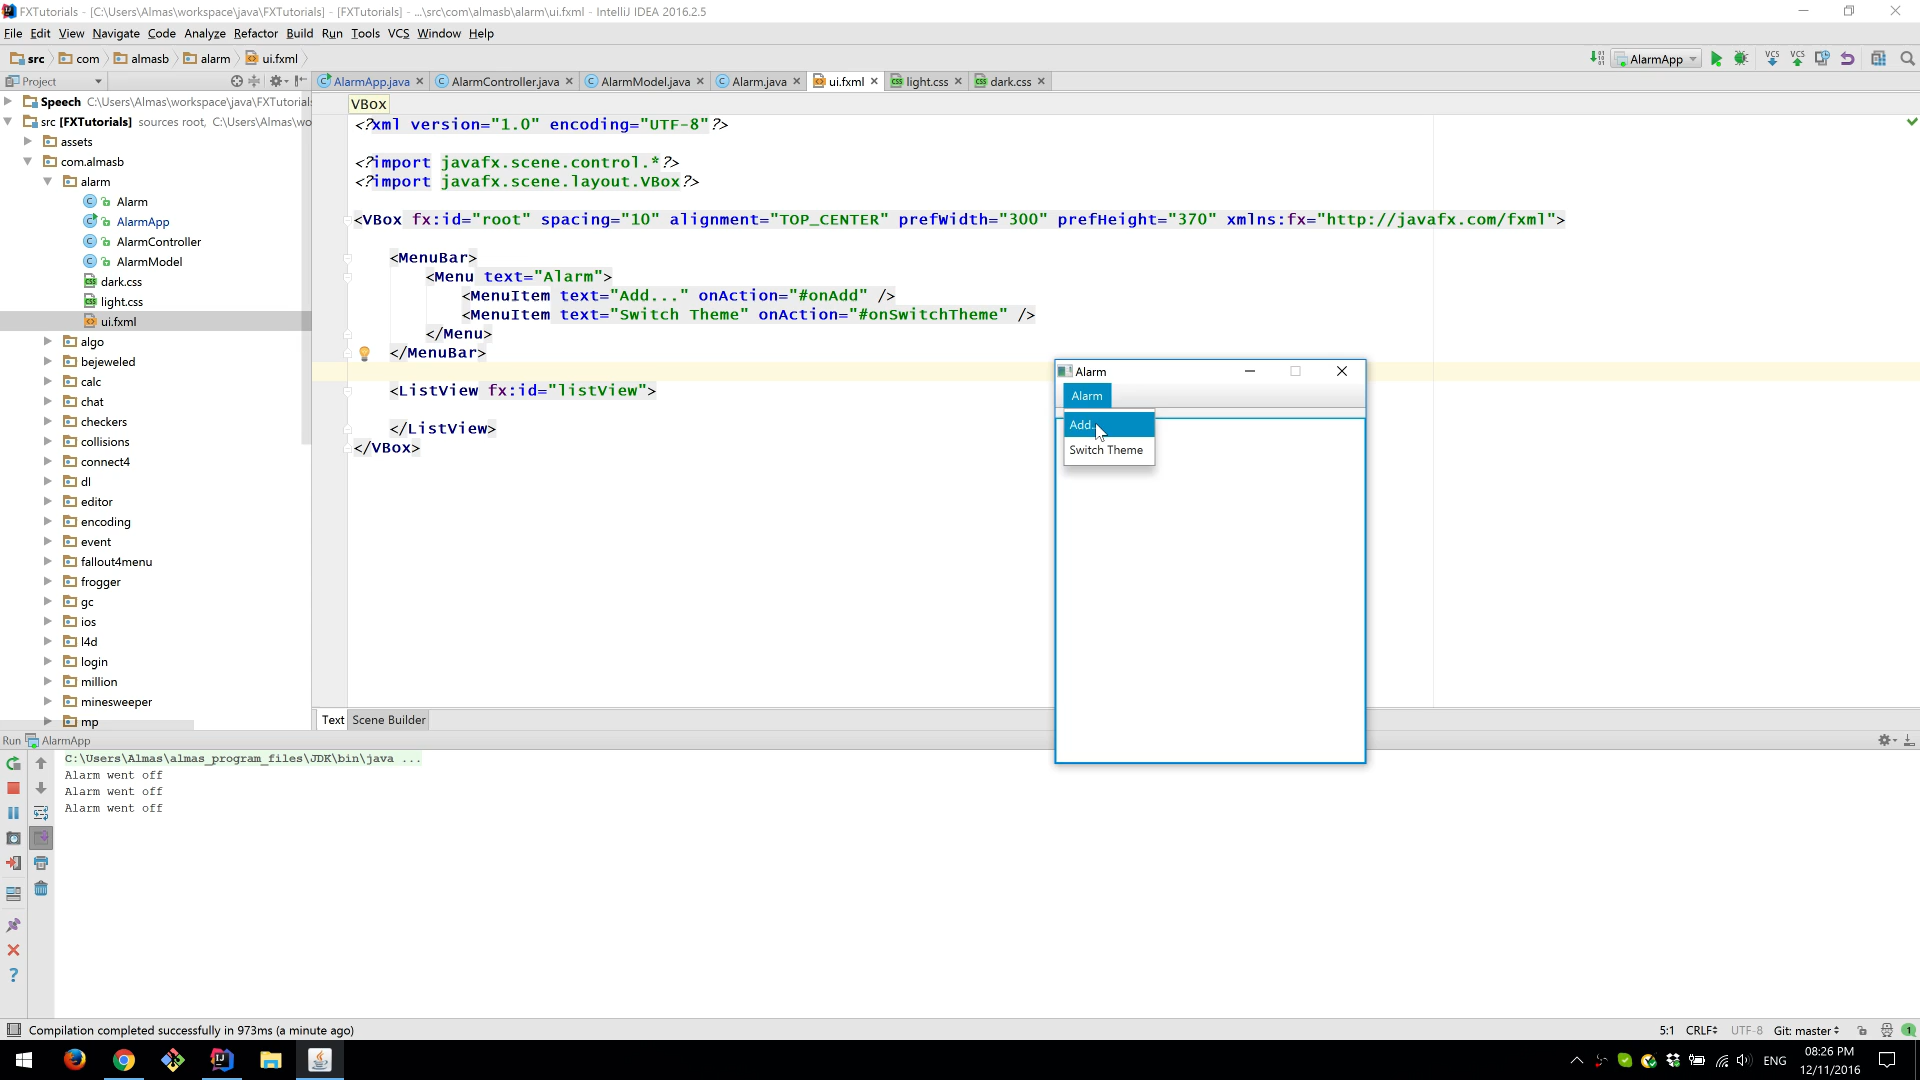 FXTutorials - [C:\Users\Almas\workspace\java\FXTutorials] - [FXTutorials] - ...\src\com\almasb\alarm\ui.fxml - IntelliJ IDEA 2016.2.5
File Edit View Navigate Code Analyze Refactor Build Run Tools VCS Window Help
src com almasb alarm ui.fxml
AlarmApp VCS VCS
Project
AlarmApp.java AlarmController.java AlarmModel.java Alarm.java ui.fxml light.css dark.css
Speech C:\Users\Almas\workspace\java\FXTutorials
src [FXTutorials] sources root, C:\Users\Almas\wo
assets
com.almasb
alarm
Alarm
AlarmApp
AlarmController
AlarmModel
dark.css
light.css
ui.fxml
algo
bejeweled
calc
chat
checkers
collisions
connect4
dl
editor
encoding
event
fallout4menu
frogger
gc
ios
l4d
login
million
minesweeper
mp
VBox
<?xml version="1.0" encoding="UTF-8"?>
<?import javafx.scene.control.*?>
<?import javafx.scene.layout.VBox?>
<VBox fx:id="root" spacing="10" alignment="TOP_CENTER" prefWidth="300" prefHeight="370" xmlns:fx="http://javafx.com/fxml">
<MenuBar>
<Menu text="Alarm">
<MenuItem text="Add..." onAction="#onAdd" />
<MenuItem text="Switch Theme" onAction="#onSwitchTheme" />
</Menu>
</MenuBar>
<ListView fx:id="listView">
</ListView>
</VBox>
Alarm
Alarm
Add...
Switch Theme
Text Scene Builder
Run AlarmApp
C:\Users\Almas\almas_program_files\JDK\bin\java ...
Alarm went off
Alarm went off
Alarm went off
Compilation completed successfully in 973ms (a minute ago)
5:1 CRLF UTF-8 Git: master 1
ENG
08:26 PM
12/11/2016